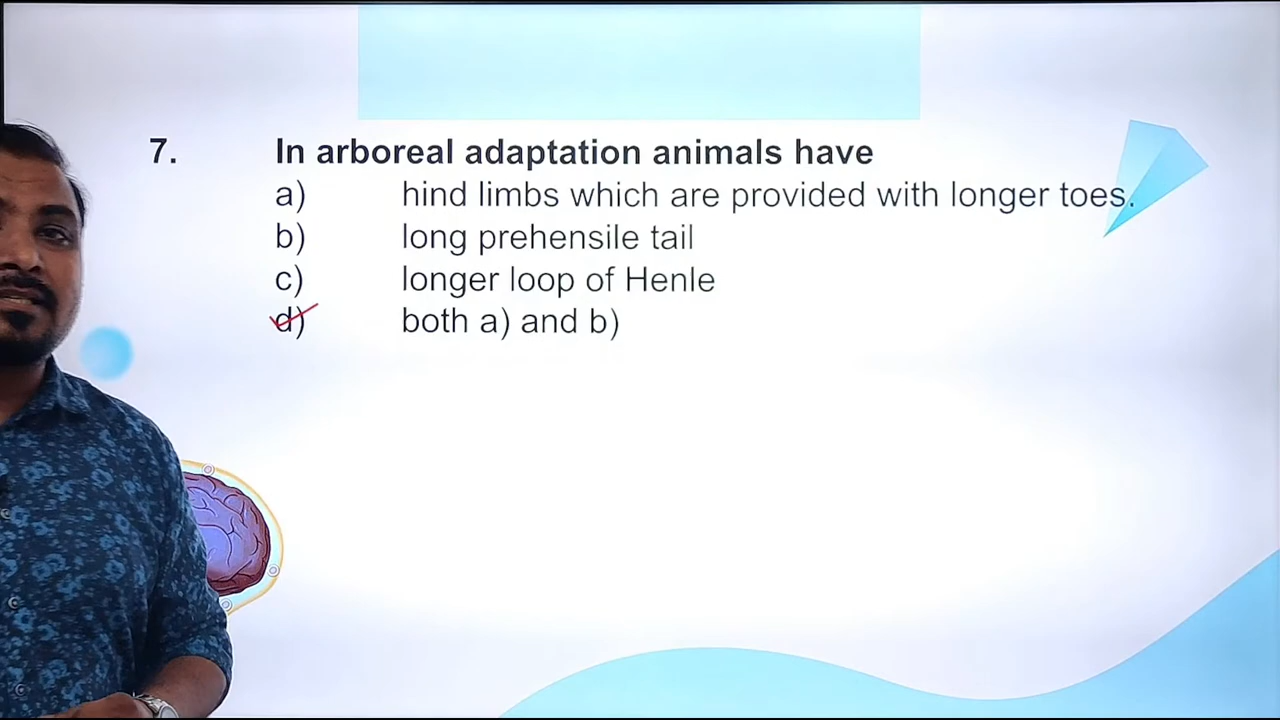 7. In arboreal adaptation animals have
a) hind limbs which are provided with longer toes.
b) long prehensile tail
c) longer loop of Henle
d) both a) and b)